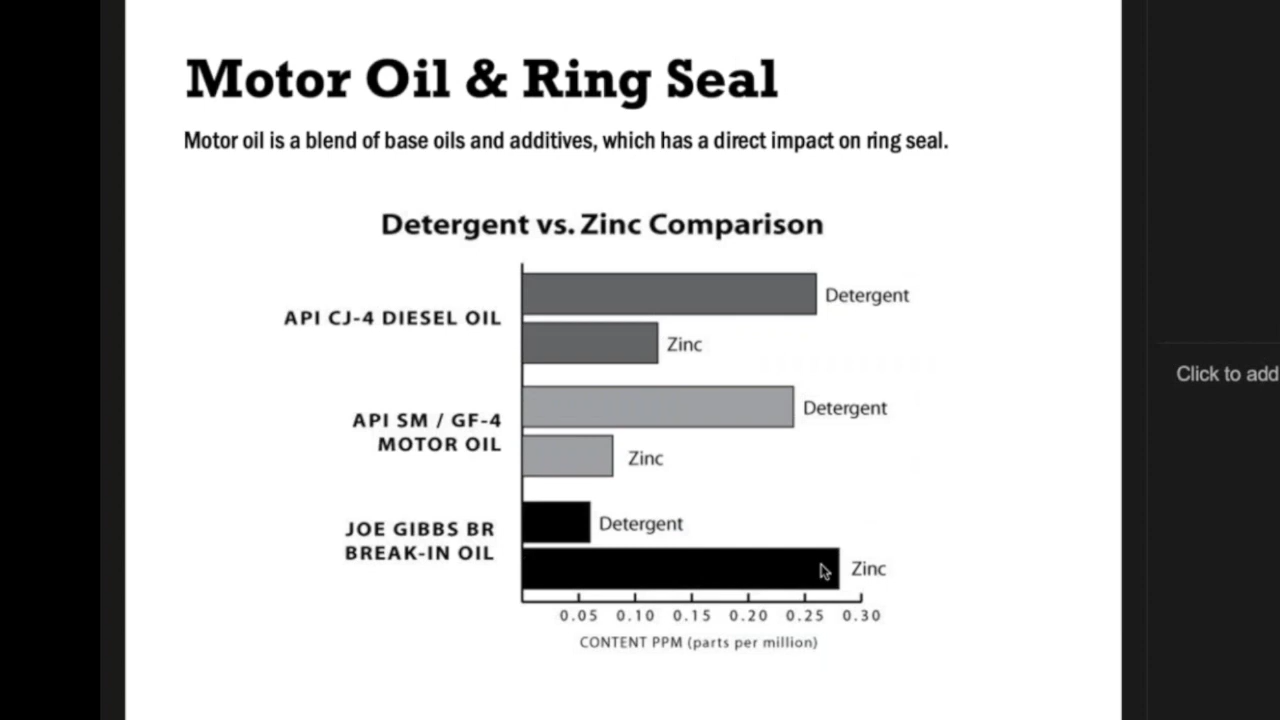 Motor Oil & Ring Seal
Motor oil is a blend of base oils and additives, which has a direct impact on ring seal.
Detergent vs. Zinc Comparison
API CJ-4 DIESEL OIL
Detergent
Zinc
API SM / GF-4
MOTOR OIL
Detergent
Zinc
JOE GIBBS BR
BREAK-IN OIL
Detergent
Zinc
0.05 0.10 0.15 0.20 0.25 0.30
CONTENT PPM (parts per million)
Click to add